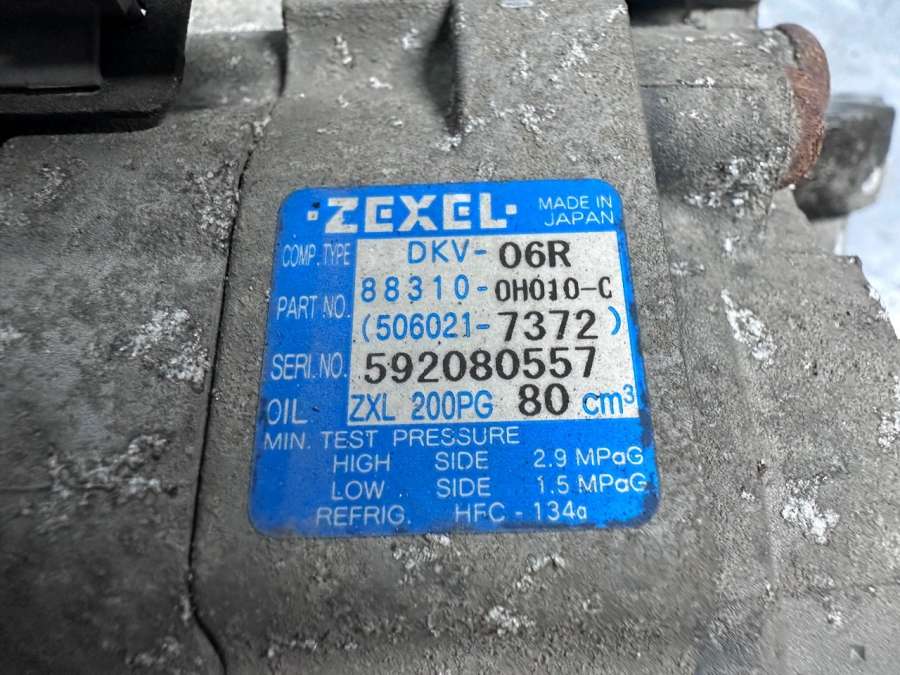 ·ZEXEL· MADE IN JAPAN
COMP. TYPE DKV- 06R
PART NO. 88310-0H010-C
(506021-7372)
SERI. NO. 592080557
OIL ZXL 200PG 80 cm³
MIN. TEST PRESSURE
HIGH SIDE 2.9 MPaG
LOW SIDE 1.5 MPaG
REFRIG. HFC-134a